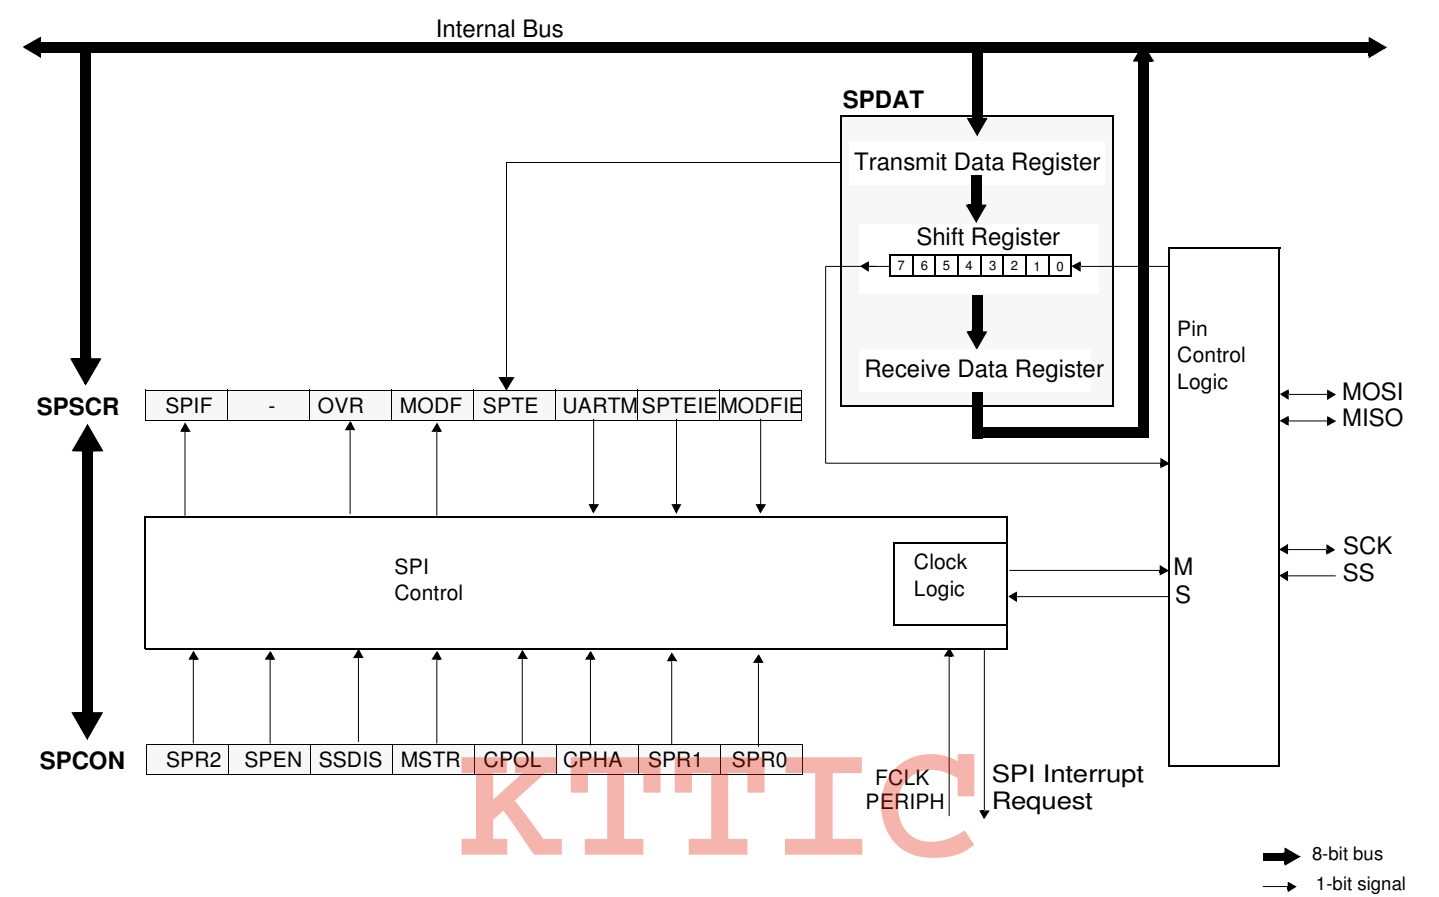 Internal Bus
SPDAT
Transmit Data Register
Shift Register
7 6 5 4 3 2 1 0
Receive Data Register
Pin
Control
Logic
MOSI
MISO
SPSCR
SPIF - OVR MODF SPTE UARTM SPTEIE MODFIE
SPI
Control
Clock
Logic
M
S
SCK
SS
SPCON
SPR2 SPEN SSDIS MSTR CPOL CPHA SPR1 SPR0
FCLK
PERIPH
SPI Interrupt
Request
KTTIC
8-bit bus
1-bit signal